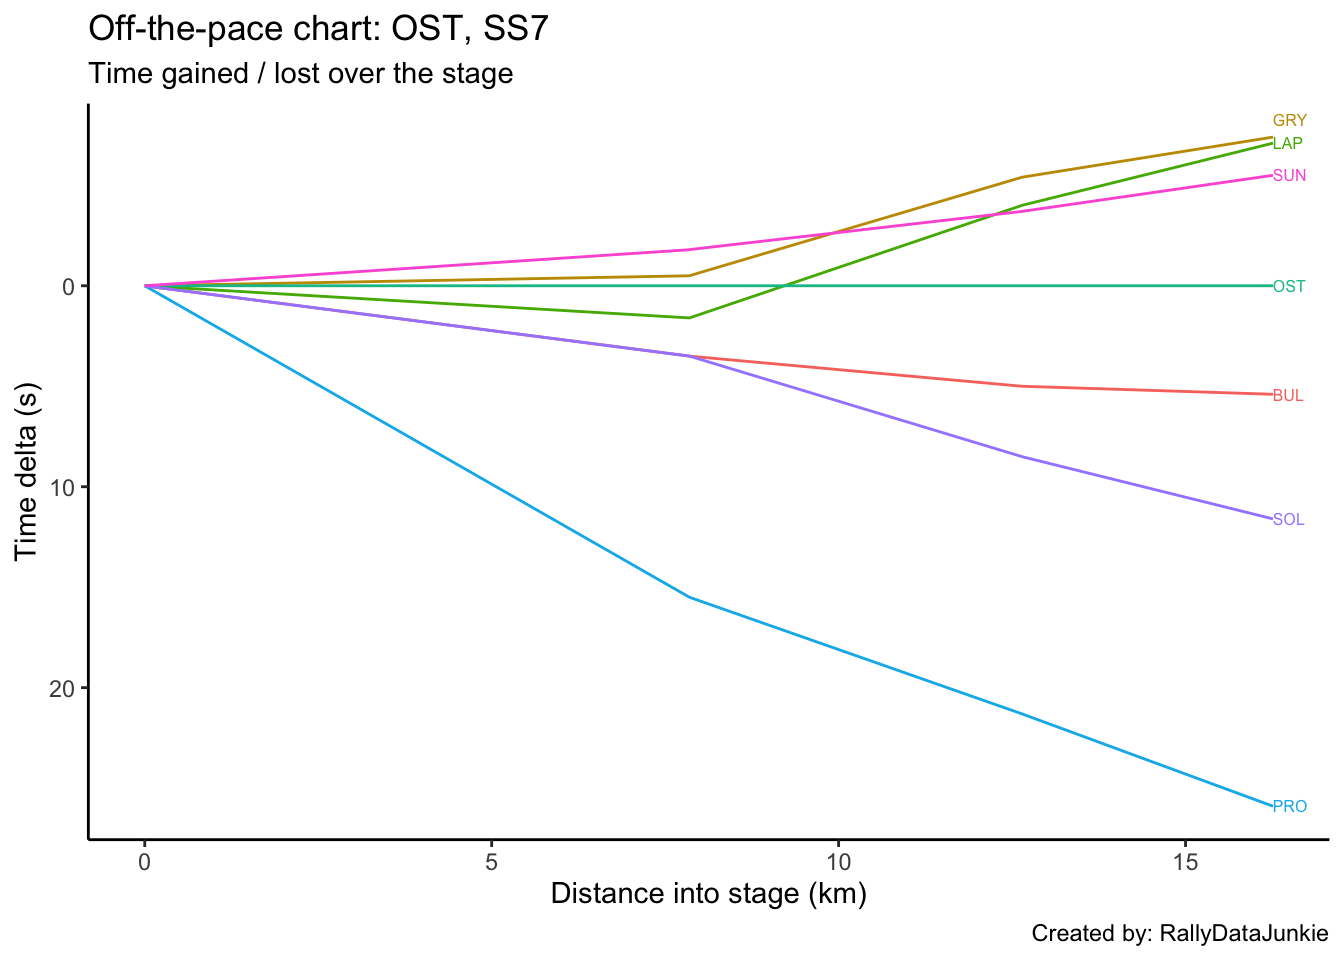 Off-the-pace chart: OST, SS7
Time gained / lost over the stage
GRY
LAP
SUN
0
OST
BUL
Time delta (s)
10
SOL
20
PRO
0 5 10 15
Distance into stage (km)
Created by: RallyDataJunkie